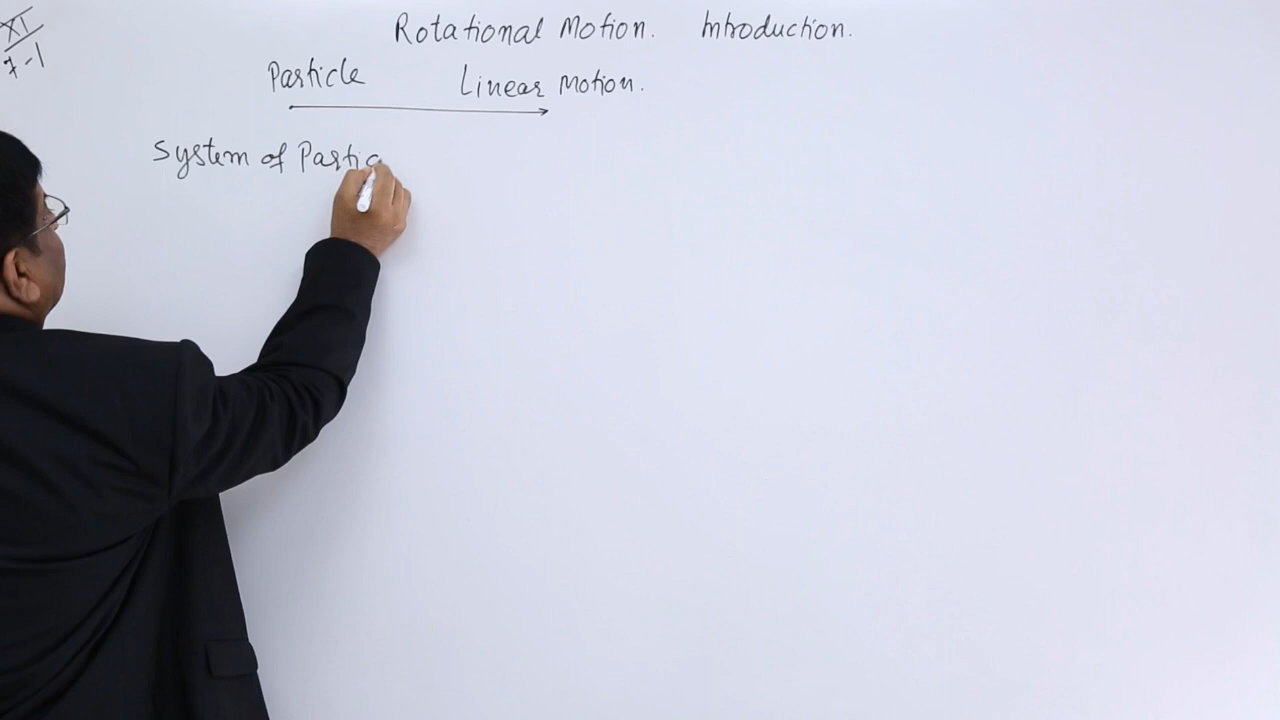 XI
7-1
Rotational Motion. Introduction.
Particle Linear Motion.
System of Partic